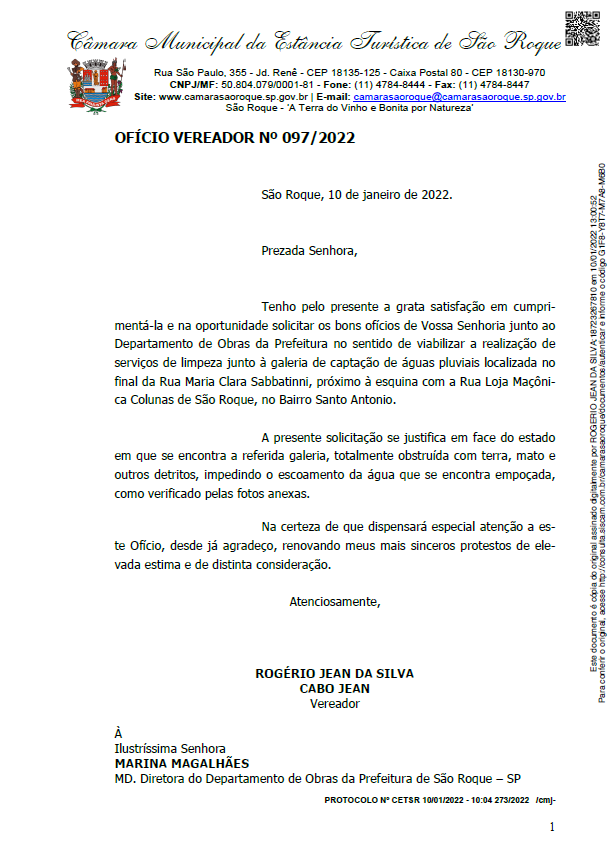 Câmara Municipal da Estância Turística de São Roque
Rua São Paulo, 355 - Jd. Renê - CEP 18135-125 - Caixa Postal 80 - CEP 18130-970
CNPJ/MF: 50.804.079/0001-81 - Fone: (11) 4784-8444 - Fax: (11) 4784-8447
Site: www.camarasaoroque.sp.gov.br | E-mail: camarasaoroque@camarasaoroque.sp.gov.br
São Roque - 'A Terra do Vinho e Bonita por Natureza'
OFÍCIO VEREADOR Nº 097/2022
São Roque, 10 de janeiro de 2022.
Prezada Senhora,
Tenho pelo presente a grata satisfação em cumpri-
mentá-la e na oportunidade solicitar os bons ofícios de Vossa Senhoria junto ao
Departamento de Obras da Prefeitura no sentido de viabilizar a realização de
serviços de limpeza junto à galeria de captação de águas pluviais localizada no
final da Rua Maria Clara Sabbatinni, próximo à esquina com a Rua Loja Maçôni-
ca Colunas de São Roque, no Bairro Santo Antonio.
A presente solicitação se justifica em face do estado
em que se encontra a referida galeria, totalmente obstruída com terra, mato e
outros detritos, impedindo o escoamento da água que se encontra empoçada,
como verificado pelas fotos anexas.
Na certeza de que dispensará especial atenção a es-
te Ofício, desde já agradeço, renovando meus mais sinceros protestos de ele-
vada estima e de distinta consideração.
Atenciosamente,
ROGÉRIO JEAN DA SILVA
CABO JEAN
Vereador
À
Ilustríssima Senhora
MARINA MAGALHÃES
MD. Diretora do Departamento de Obras da Prefeitura de São Roque – SP
PROTOCOLO Nº CETSR 10/01/2022 - 10:04 273/2022 /cmj-
1
Este documento é cópia do original assinado digitalmente por ROGERIO JEAN DA SILVA:18723267810 em 10/01/2022 13:00:52.
Para conferir o original, acesse http://consulta.siscam.com.br/camarasaoroque/documentos/autenticar e informe o código G1F8-Y8T7-M7A8-M6B0